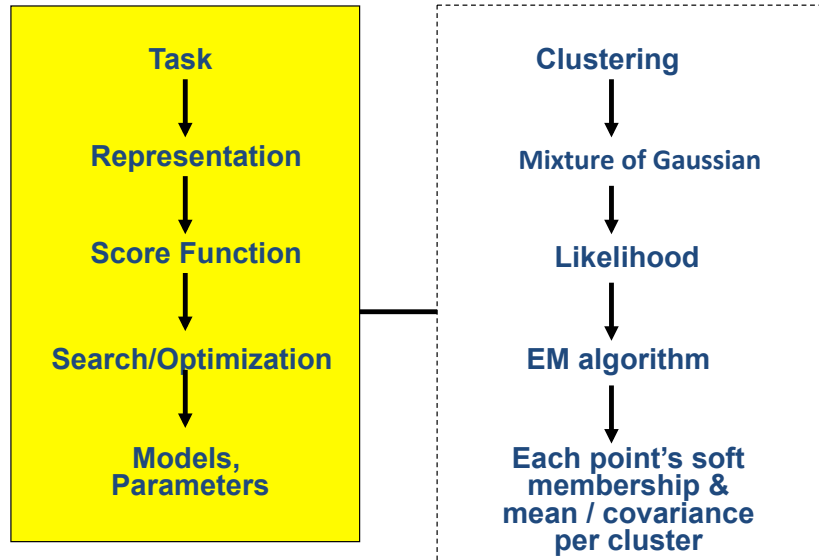 Task
Representation
Score Function
Search/Optimization
Models,
Parameters
Clustering
Mixture of Gaussian
Likelihood
EM algorithm
Each point’s soft
membership &
mean / covariance
per cluster